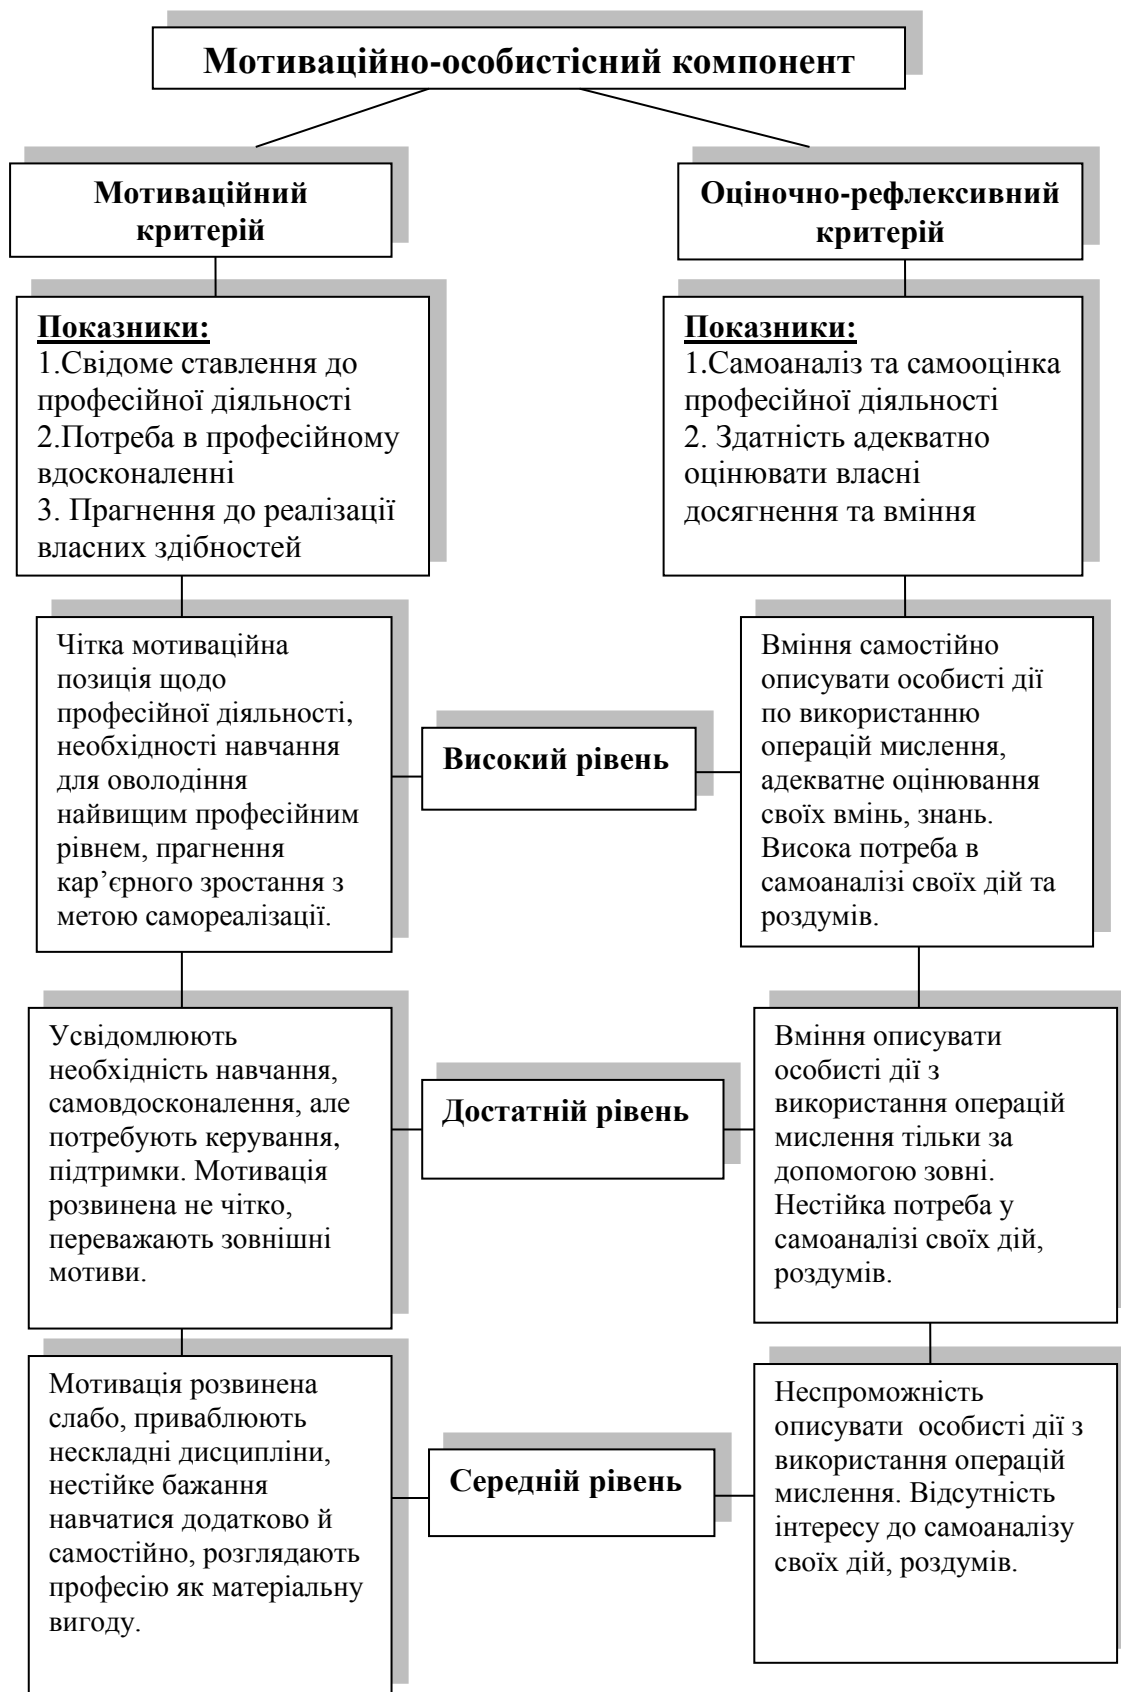 Мотиваційно-особистісний компонент
Мотиваційний
критерій
Оціночно-рефлексивний
критерій
Показники:
1.Свідоме ставлення до
професійної діяльності
2.Потреба в професійному
вдосконаленні
3. Прагнення до реалізації
власних здібностей
Показники:
1.Самоаналіз та самооцінка
професійної діяльності
2. Здатність адекватно
оцінювати власні
досягнення та вміння
Чітка мотиваційна
позиція щодо
професійної діяльності,
необхідності навчання
для оволодіння
найвищим професійним
рівнем, прагнення
кар’єрного зростання з
метою самореалізації.
Високий рівень
Вміння самостійно
описувати особисті дії
по використанню
операцій мислення,
адекватне оцінювання
своїх вмінь, знань.
Висока потреба в
самоаналізі своїх дій та
роздумів.
Усвідомлюють
необхідність навчання,
самовдосконалення, але
потребують керування,
підтримки. Мотивація
розвинена не чітко,
переважають зовнішні
мотиви.
Достатній рівень
Вміння описувати
особисті дії з
використання операцій
мислення тільки за
допомогою зовні.
Нестійка потреба у
самоаналізі своїх дій,
роздумів.
Мотивація розвинена
слабо, приваблюють
нескладні дисципліни,
нестійке бажання
навчатися додатково й
самостійно, розглядають
професію як матеріальну
вигоду.
Середній рівень
Неспроможність
описувати  особисті дії з
використання операцій
мислення. Відсутність
інтересу до самоаналізу
своїх дій, роздумів.